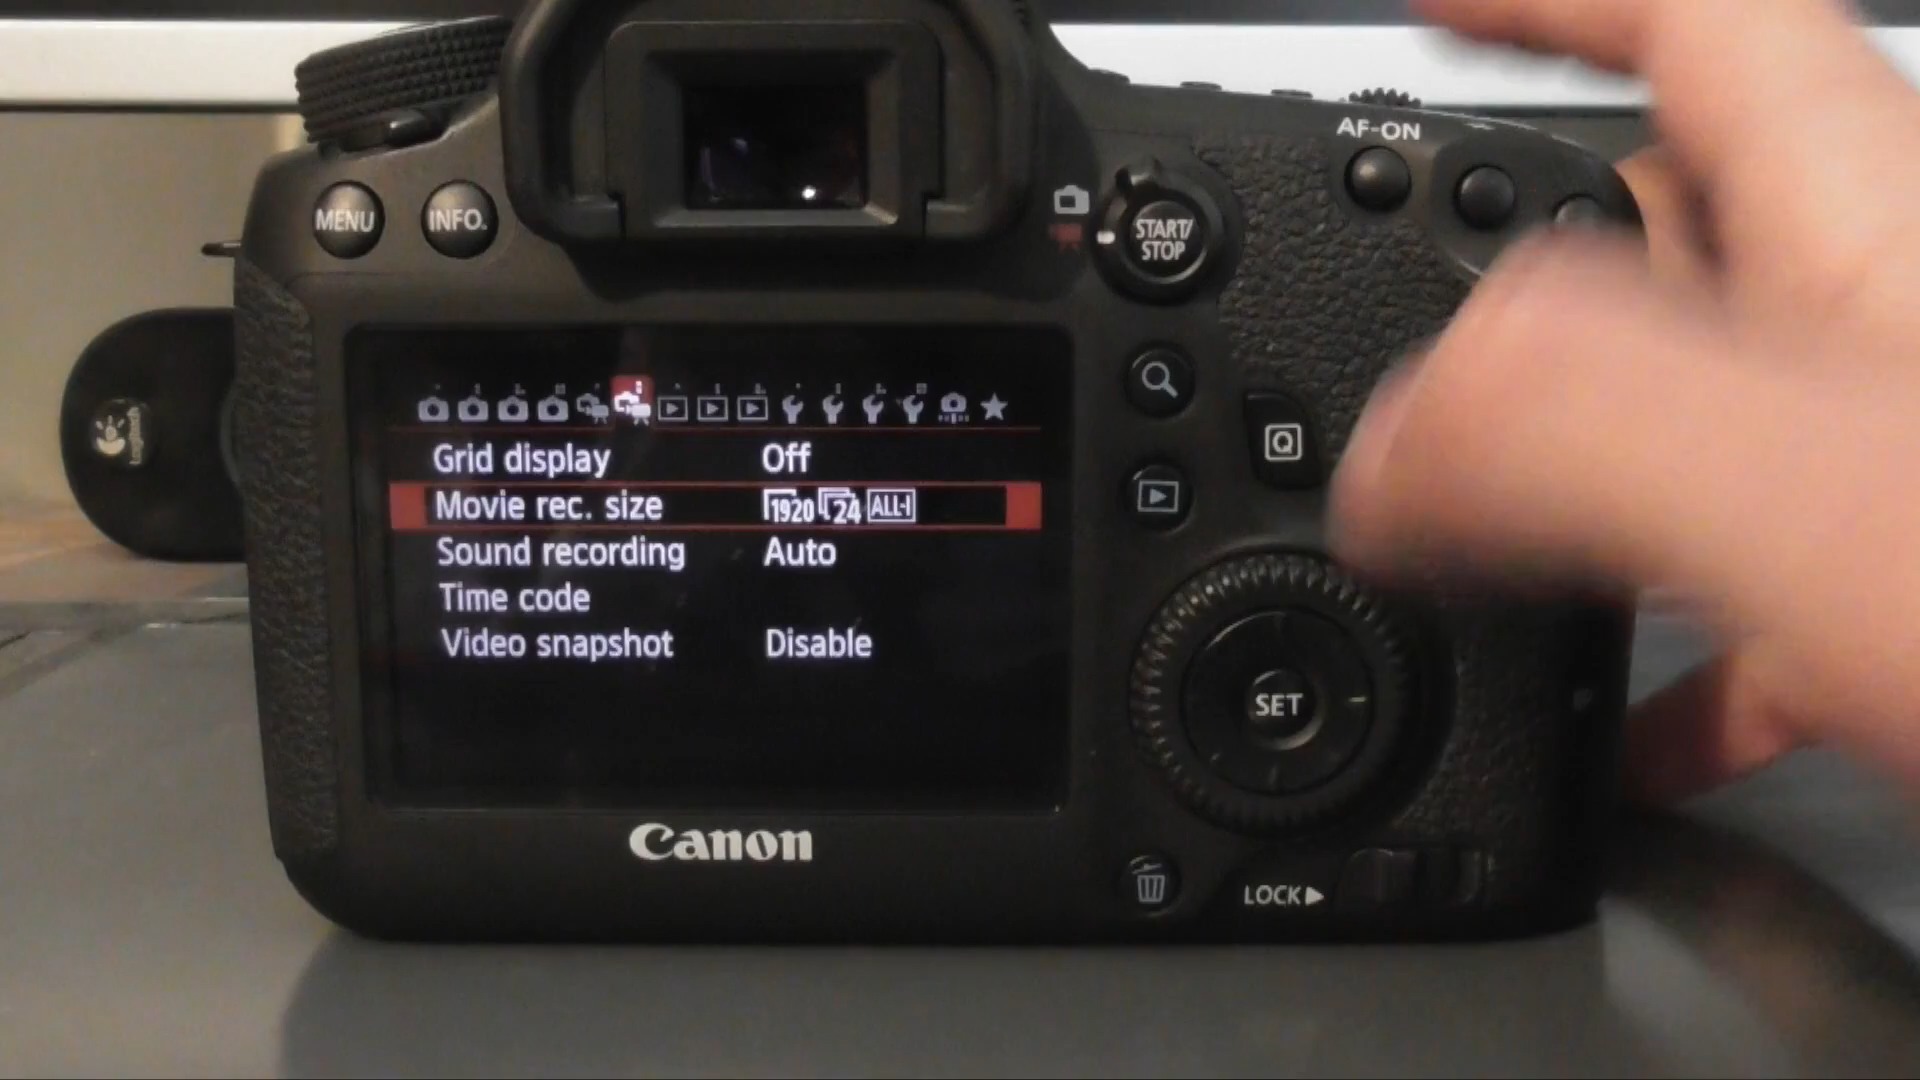 AF-ON
MENU
INFO.
START/
STOP
Logitech
Q
Grid display Off
Movie rec. size 1920 24 ALL-I
Sound recording Auto
Time code
Video snapshot Disable
SET
Canon
LOCK